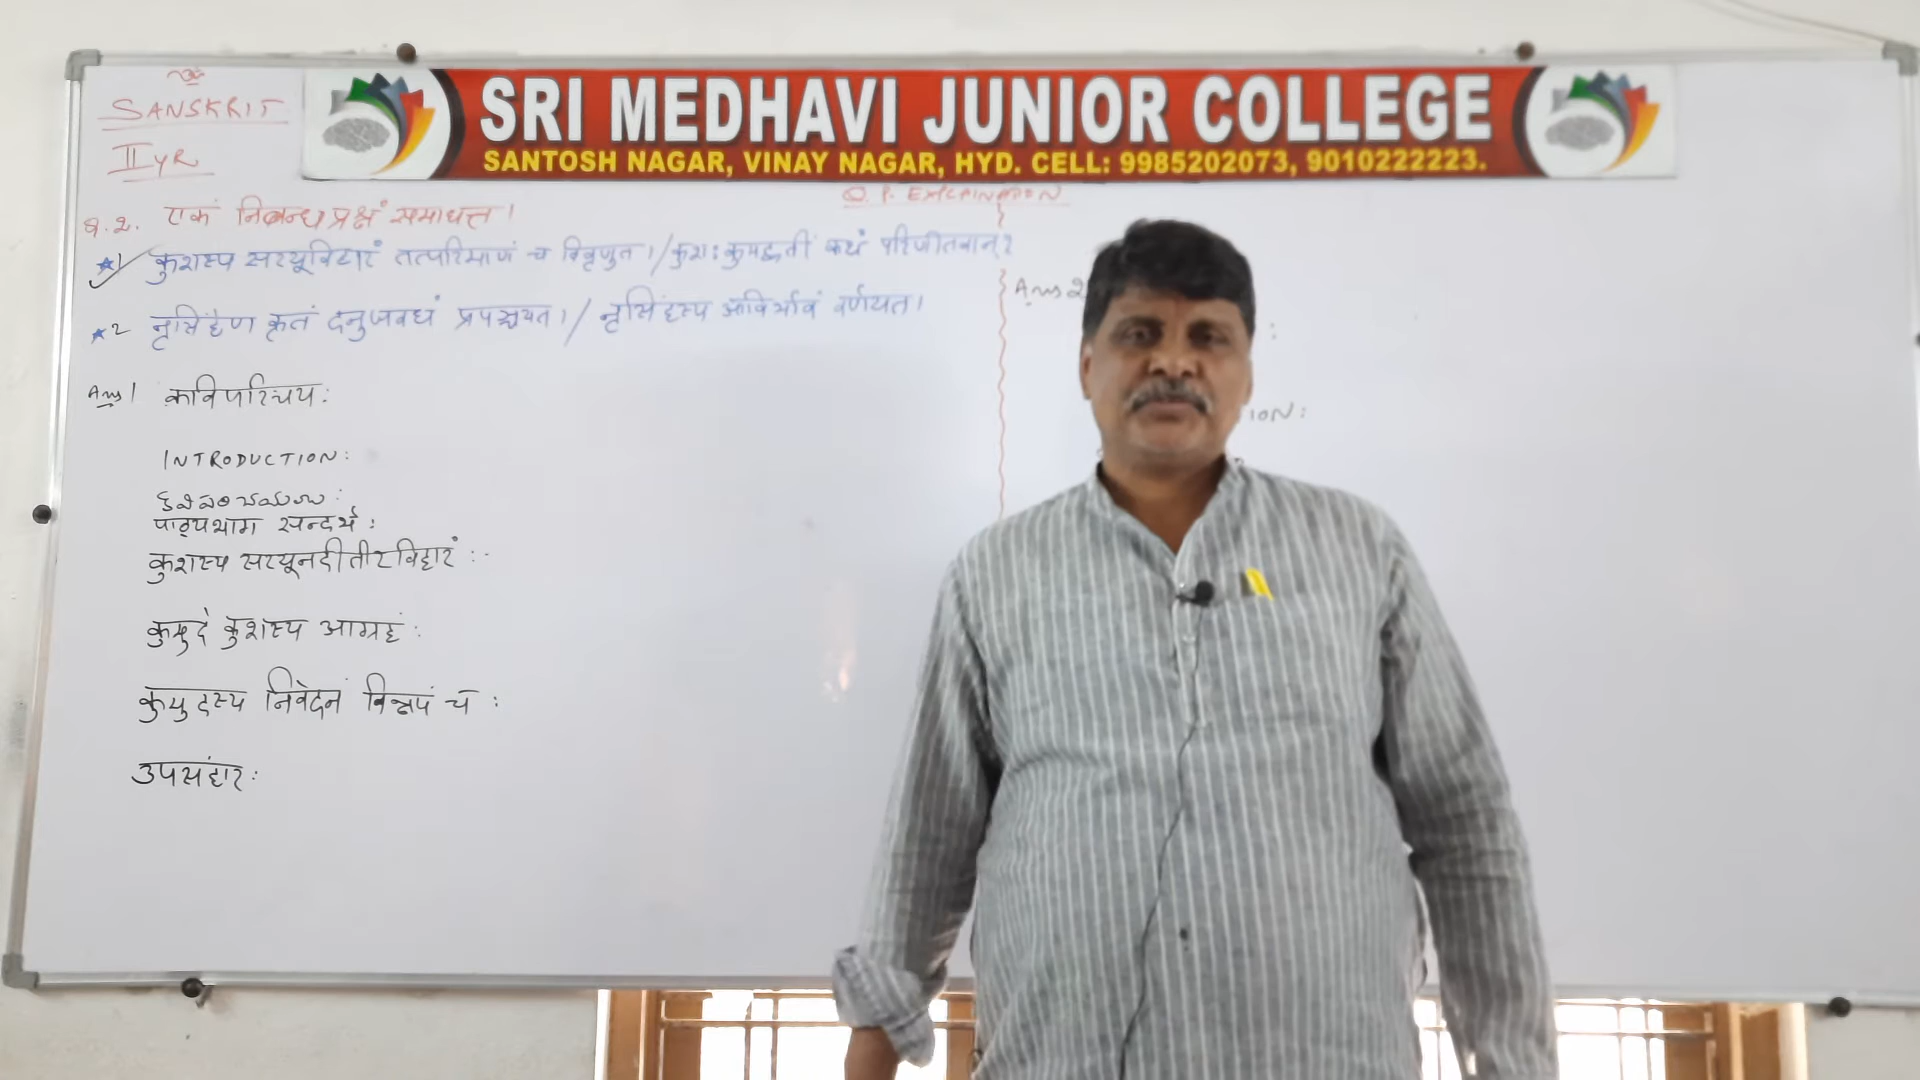 ॐ
SANSKRIT
II YR
SRI MEDHAVI JUNIOR COLLEGE
SANTOSH NAGAR, VINAY NAGAR, HYD. CELL: 9985202073, 9010222223.
Q. P. EXPLAINATION
प्र.2. एकं निबन्धप्रश्नं समाधत्त।
*1 कुशस्य सरयूविहारं तत्परिणामं च विवृणुत। / कुशः कुमुद्वतीं कथं परिणीतवान्?
*2 नृसिंहेण कृतं दनुजवधं प्रपञ्चयत। / नृसिंहस्य आविर्भावं वर्णयत।
Ans 1 कविपरिचय:
INTRODUCTION:
పాठ్యभाग सन्दर्भ:
कुशस्य सरयूनदीतीरविहारं :-
कुमुदे कुशस्य आग्रहं :
कुमुदस्य निवेदनं च :
उपसंहार:
Ans 2
:
ION: